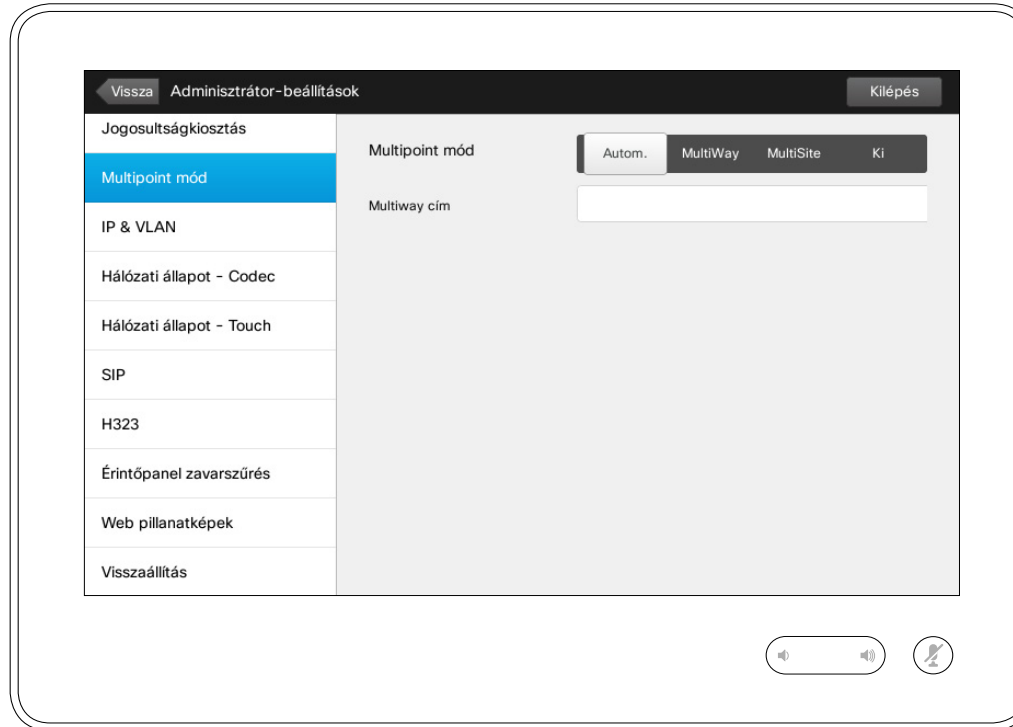 Vissza Adminisztrátor-beállítások Kilépés
Jogosultságkiosztás
Multipoint mód
IP & VLAN
Hálózati állapot - Codec
Hálózati állapot - Touch
SIP
H323
Érintőpanel zavarszűrés
Web pillanatképek
Visszaállítás
Multipoint mód Autom. MultiWay MultiSite Ki
Multiway cím